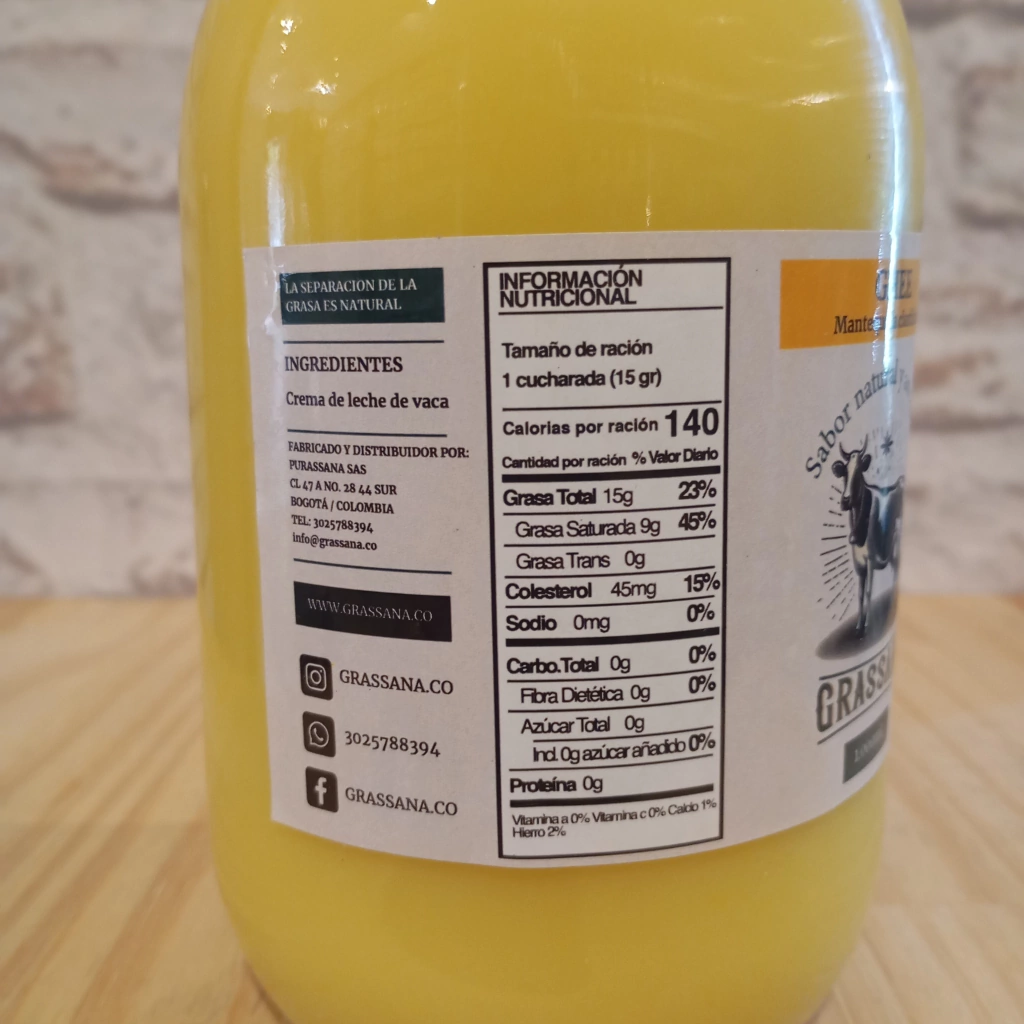 LA SEPARACION DE LA
GRASA ES NATURAL
INGREDIENTES
Crema de leche de vaca
FABRICADO Y DISTRIBUIDOR POR:
PURASSANA SAS
CL 47 A NO. 28 44 SUR
BOGOTÁ / COLOMBIA
TEL: 3025788394
info@grassana.co
WWW.GRASSANA.CO
GRASSANA.CO
3025788394
GRASSANA.CO
INFORMACIÓN
NUTRICIONAL
Tamaño de ración
1 cucharada (15 gr)
Calorias por ración 140
Cantidad por ración % Valor Diario
Grasa Total 15g 23%
Grasa Saturada 9g 45%
Grasa Trans 0g
Colesterol 45mg 15%
Sodio 0mg 0%
Carbo.Total 0g 0%
Fibra Dietética 0g 0%
Azúcar Total 0g
Incl. 0g azúcar añadido 0%
Proteína 0g
Vitamina a 0% Vitamina c 0% Calcio 1%
Hierro 2%
GHEE
Sabor natural y